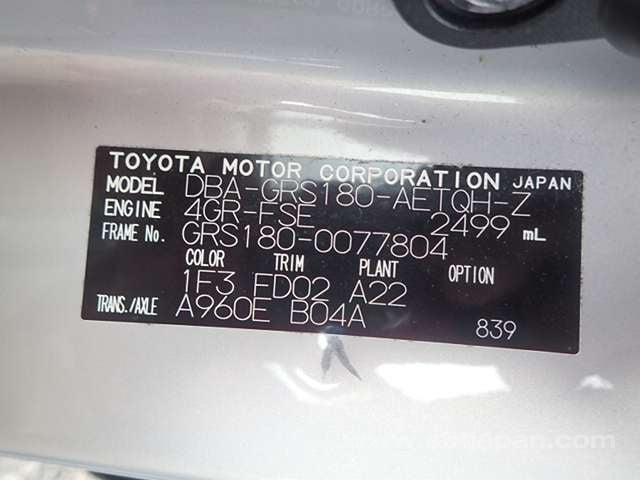 TOYOTA MOTOR CORPORATION JAPAN
MODEL DBA-GRS180-AETQH-Z
ENGINE 4GR-FSE 2499 mL
FRAME No. GRS180-0077804
COLOR TRIM PLANT OPTION
1F3 FD02 A22
TRANS./AXLE A960E B04A
839